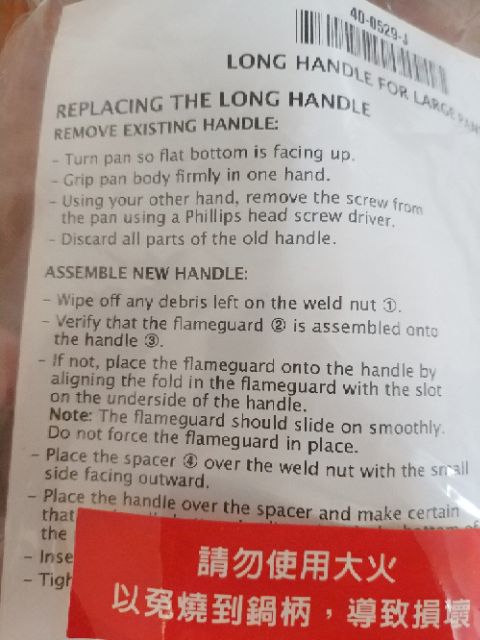 40-0529-J
LONG HANDLE FOR LARGE PAN
REPLACING THE LONG HANDLE
REMOVE EXISTING HANDLE:
- Turn pan so flat bottom is facing up.
- Grip pan body firmly in one hand.
- Using your other hand, remove the screw from
the pan using a Phillips head screw driver.
- Discard all parts of the old handle.
ASSEMBLE NEW HANDLE:
- Wipe off any debris left on the weld nut ①.
- Verify that the flameguard ② is assembled onto
the handle ③.
- If not, place the flameguard onto the handle by
aligning the fold in the flameguard with the slot
on the underside of the handle.
Note: The flameguard should slide on smoothly.
Do not force the flameguard in place.
- Place the spacer ④ over the weld nut with the small
side facing outward.
- Place the handle over the spacer and make certain
that bottom of
the
- Inse
- Tigh
請勿使用大火
以免燒到鍋柄，導致損壞